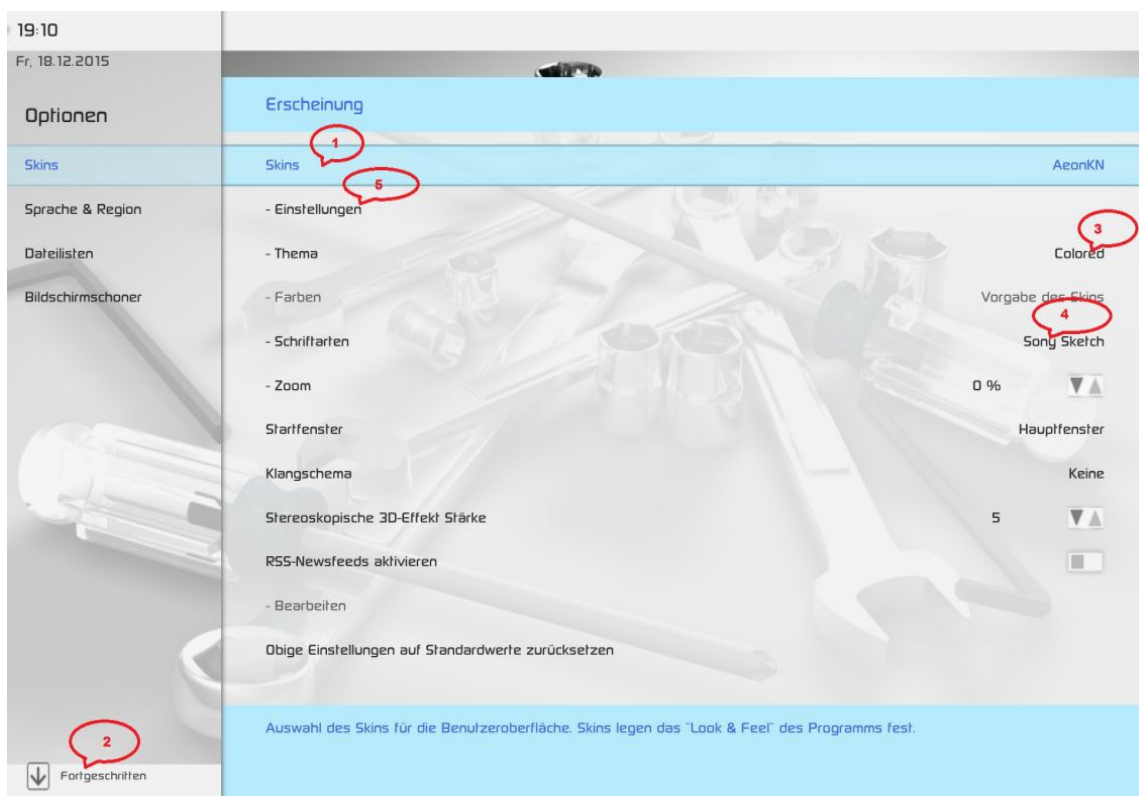 19:10
Fr, 18.12.2015
Optionen
Skins
Sprache & Region
Dateilisten
Bildschirmschoner
2
Fortgeschritten
Erscheinung
1
Skins AeonKN
5
- Einstellungen
3
- Thema Colored
- Farben Vorgabe des Skins
4
- Schriftarten Sony Sketch
- Zoom 0 %
Startfenster Hauptfenster
Klangschema Keine
Stereoskopische 3D-Effekt Stärke 5
RSS-Newsfeeds aktivieren
- Bearbeiten
Obige Einstellungen auf Standardwerte zurücksetzen
Auswahl des Skins für die Benutzeroberfläche. Skins legen das "Look & Feel" des Programms fest.